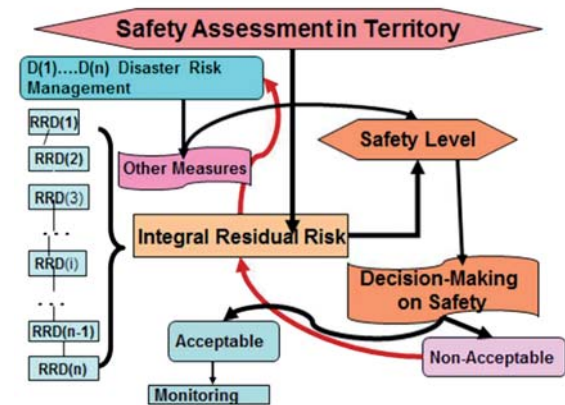 Safety Assessment in Territory
D(1)....D(n) Disaster Risk
Management
RRD(1)
RRD(2)
RRD(3)
...
RRD(i)
...
RRD(n-1)
RRD(n)
Other Measures
Safety Level
Integral Residual Risk
Decision-Making
on Safety
Acceptable
Non-Acceptable
Monitoring